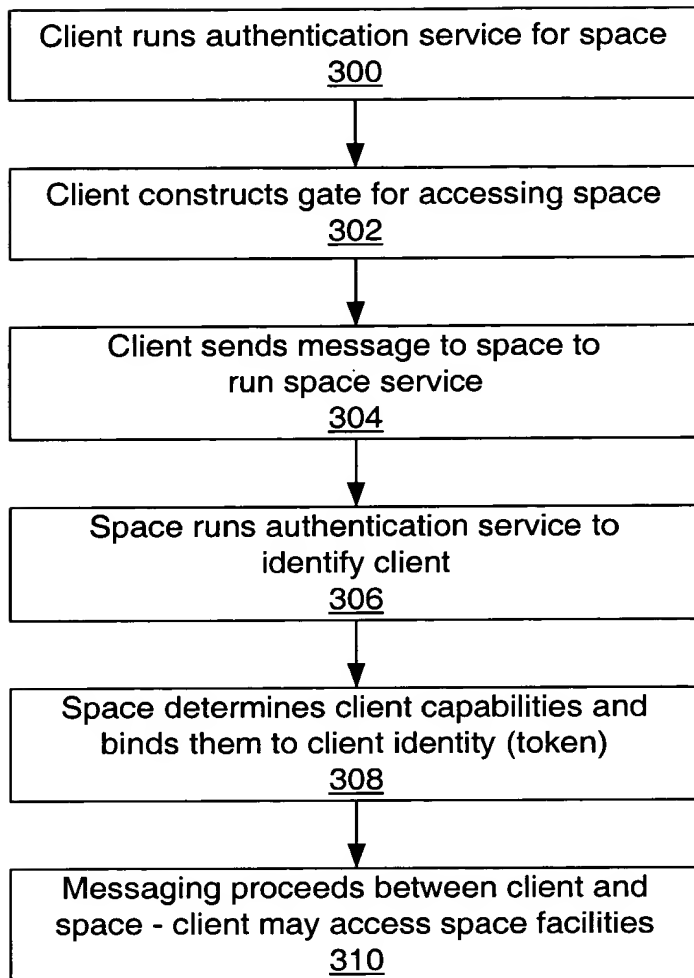 Client runs authentication service for space
300
Client constructs gate for accessing space
302
Client sends message to space to
run space service
304
Space runs authentication service to
identify client
306
Space determines client capabilities and
binds them to client identity (token)
308
Messaging proceeds between client and
space - client may access space facilities
310